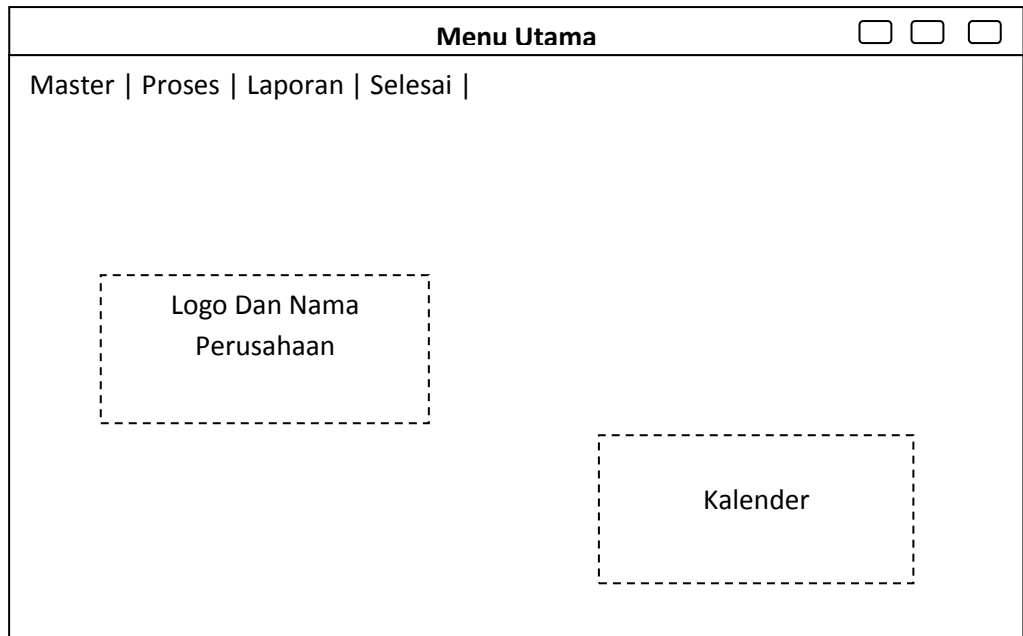 Menu Utama
Master | Proses | Laporan | Selesai |
Logo Dan Nama
Perusahaan
Kalender